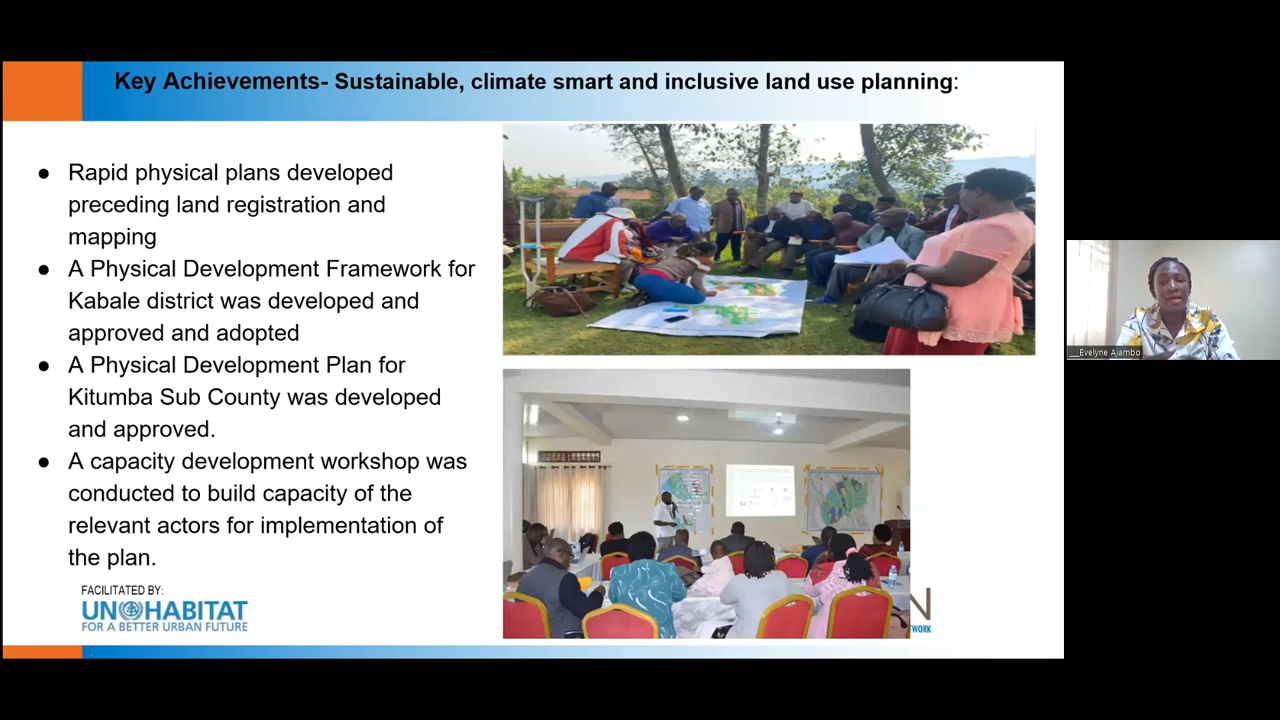 Key Achievements- Sustainable, climate smart and inclusive land use planning:
● Rapid physical plans developed
preceding land registration and
mapping
● A Physical Development Framework for
Kabale district was developed and
approved and adopted
● A Physical Development Plan for
Kitumba Sub County was developed
and approved.
● A capacity development workshop was
conducted to build capacity of the
relevant actors for implementation of
the plan.
FACILITATED BY:
UN HABITAT
FOR A BETTER URBAN FUTURE
N
TWORK
__Evelyne Ajambo